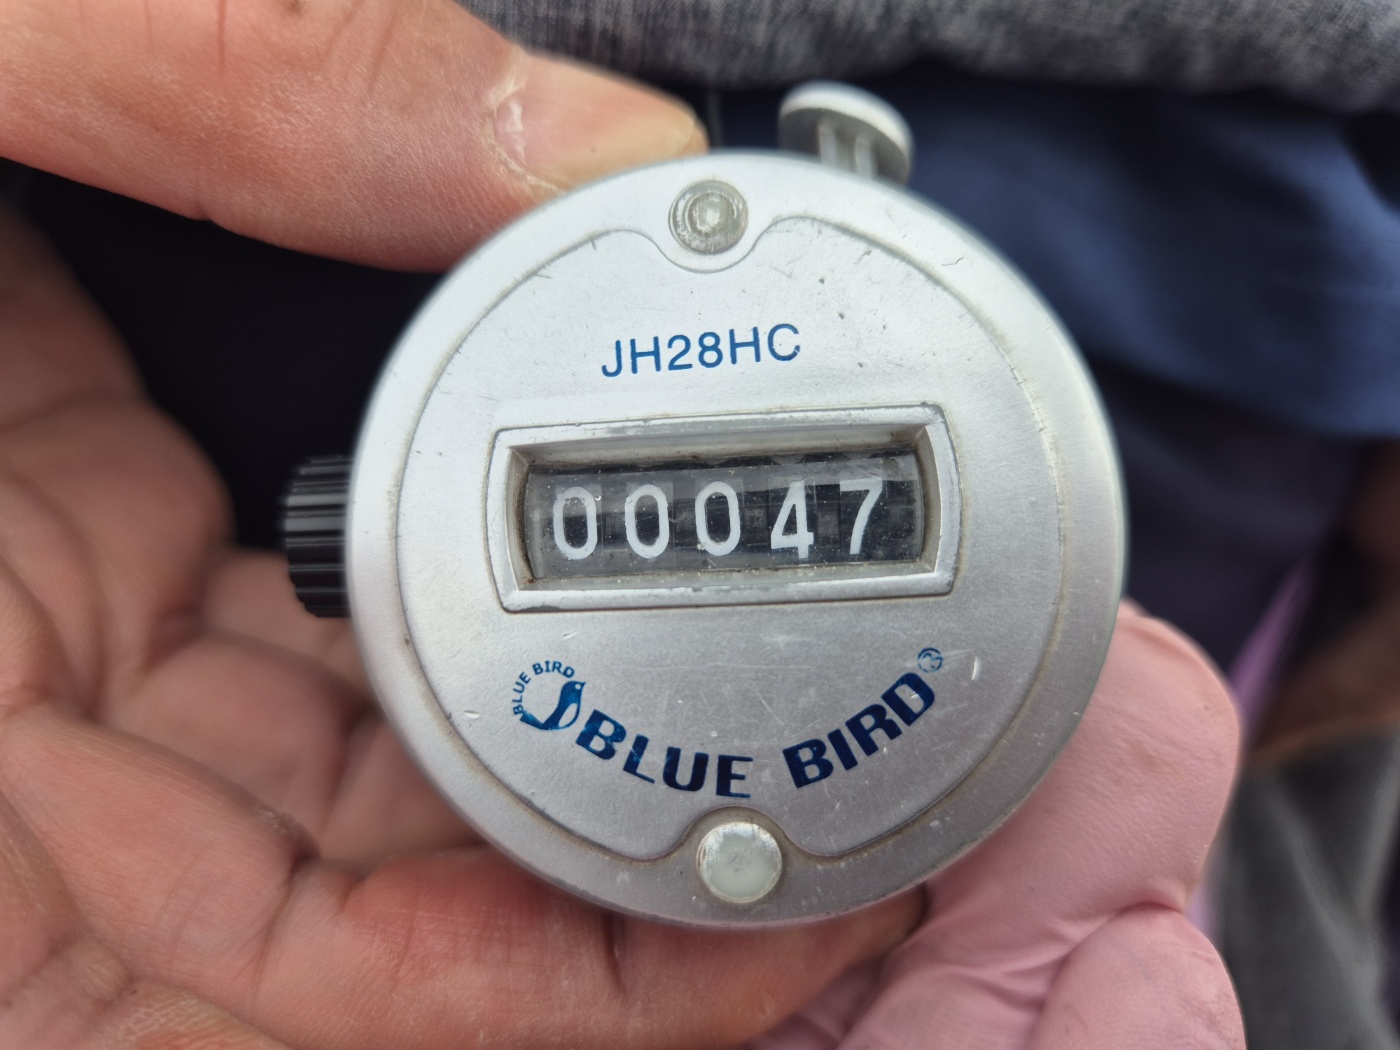 JH28HC
00047
BLUE BIRD
BLUE BIRD®